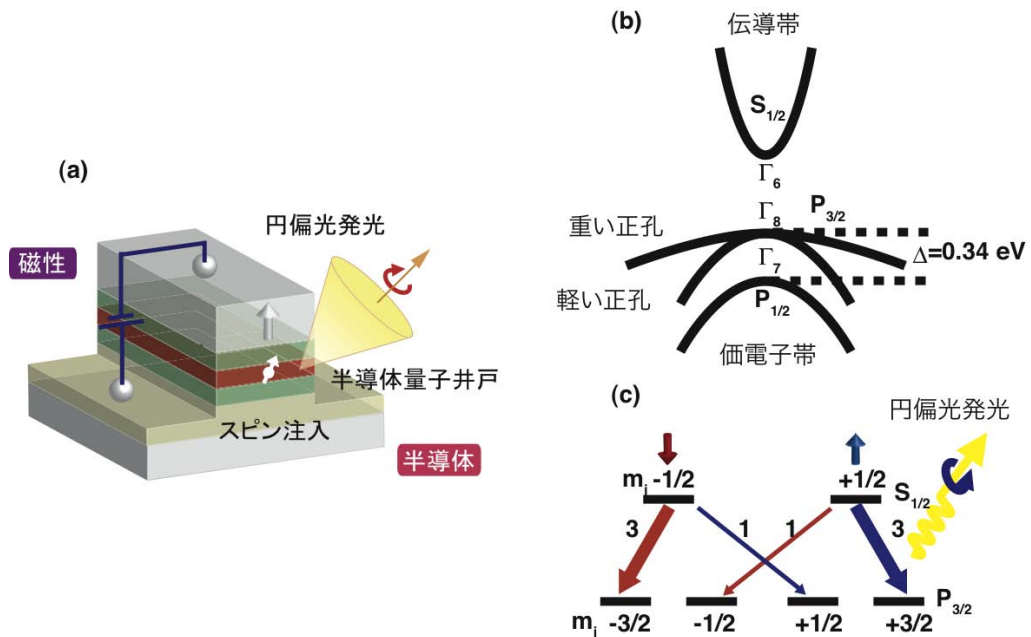 (a)
磁性
円偏光発光
半導体量子井戸
スピン注入
半導体
(b)
伝導帯
S1/2
Γ6
Γ8
P3/2
重い正孔
Δ=0.34 eV
Γ7
軽い正孔
P1/2
価電子帯
(c)
円偏光発光
mj -1/2
+1/2
S1/2
3
1
1
3
P3/2
mj -3/2
-1/2
+1/2
+3/2